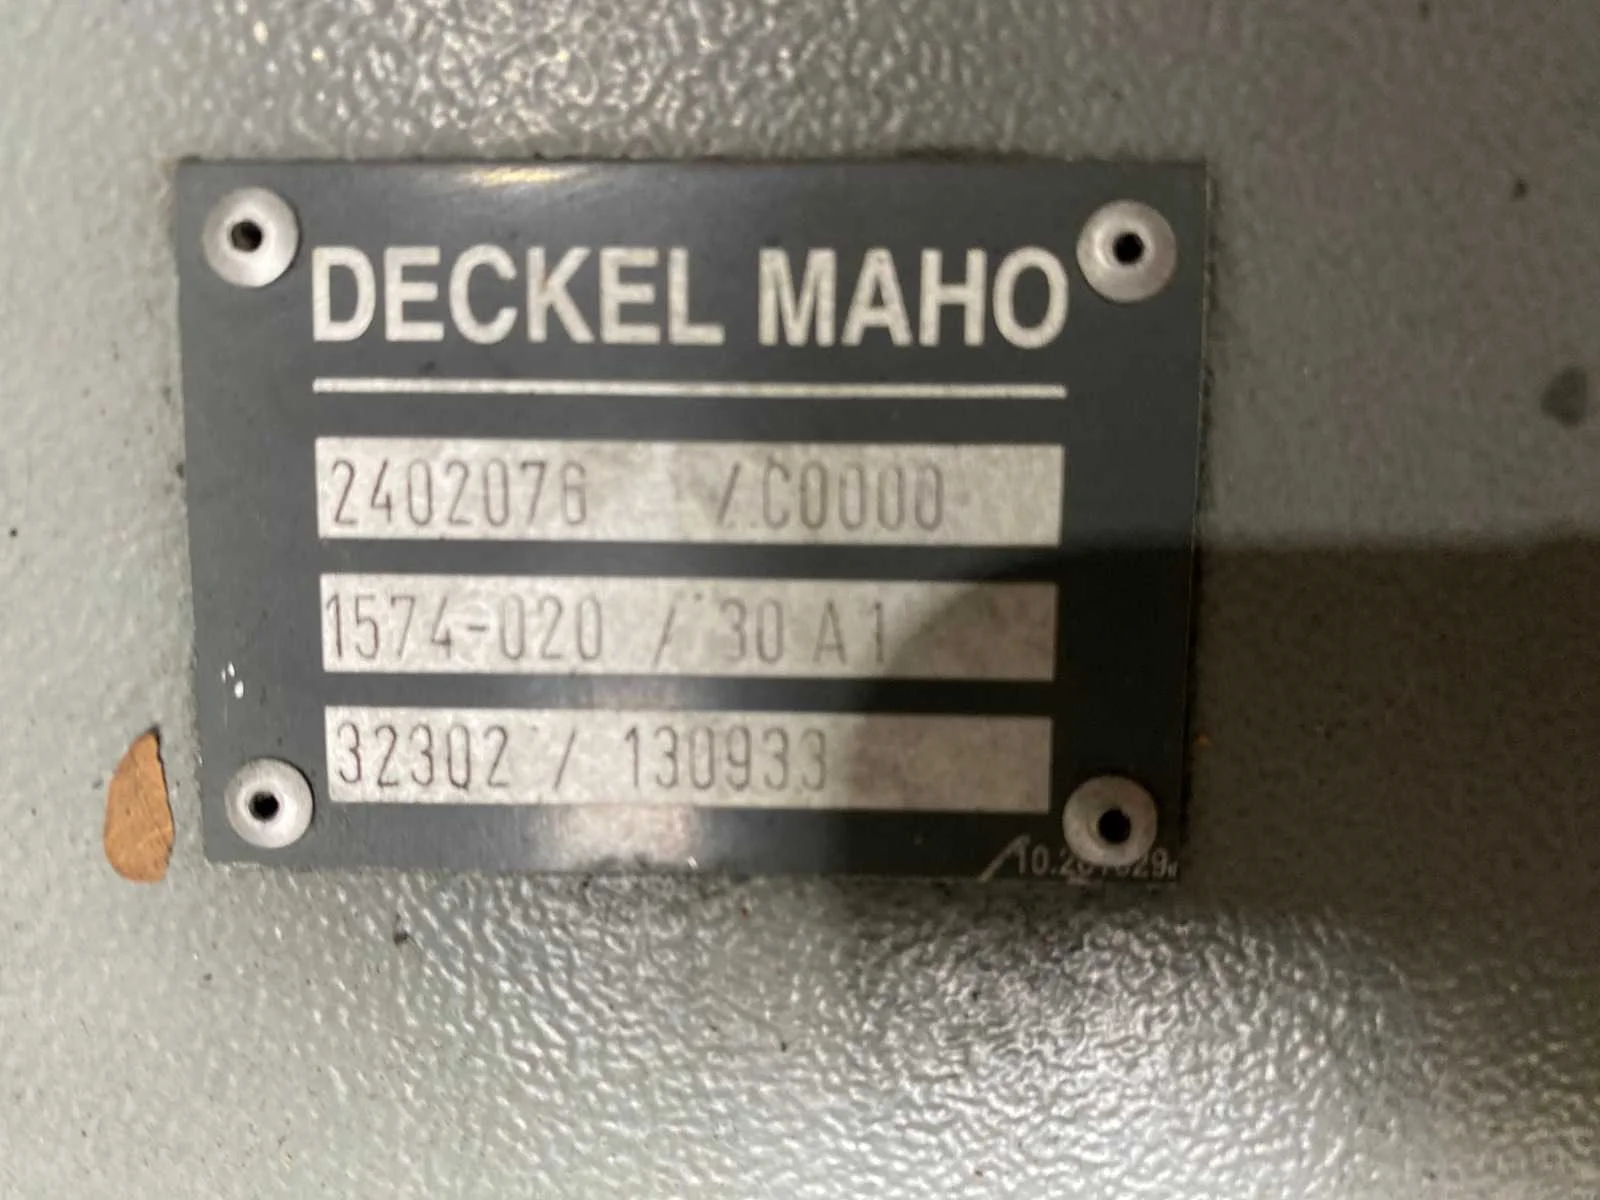 DECKEL MAHO
2402076 /C0000
1574-020 / 30 A1
32302 / 130933